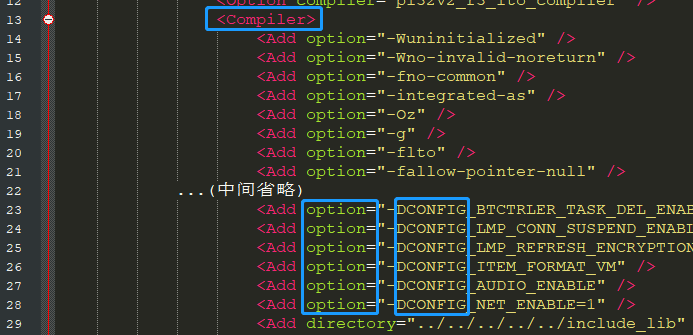 12 <Option compiler="pi32v2_r3_lto_compiler" />
13 <Compiler>
14 <Add option="-Wuninitialized" />
15 <Add option="-Wno-invalid-noreturn" />
16 <Add option="-fno-common" />
17 <Add option="-integrated-as" />
18 <Add option="-Oz" />
19 <Add option="-g" />
20 <Add option="-flto" />
21 <Add option="-fallow-pointer-null" />
22 ...(中间省略)
23 <Add option="-DCONFIG_BTCTRLER_TASK_DEL_ENAB
24 <Add option="-DCONFIG_LMP_CONN_SUSPEND_ENABL
25 <Add option="-DCONFIG_LMP_REFRESH_ENCRYPTION
26 <Add option="-DCONFIG_ITEM_FORMAT_VM" />
27 <Add option="-DCONFIG_AUDIO_ENABLE" />
28 <Add option="-DCONFIG_NET_ENABLE=1" />
29 <Add directory="../../../../../include_lib"